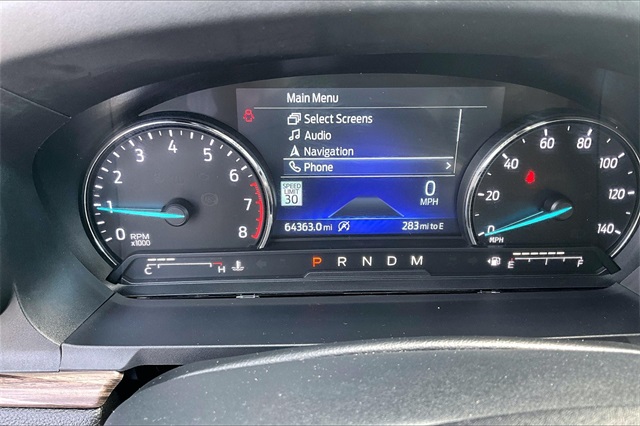 Main Menu
Select Screens
Audio
Navigation
Phone
SPEED
LIMIT
30
0
MPH
64363.0 mi
283 mi to E
0 1 2 3 4 5 6 7 8
RPM
x1000
0 20 40 60 80 100 120 140
MPH
C H
P R N D M
E F